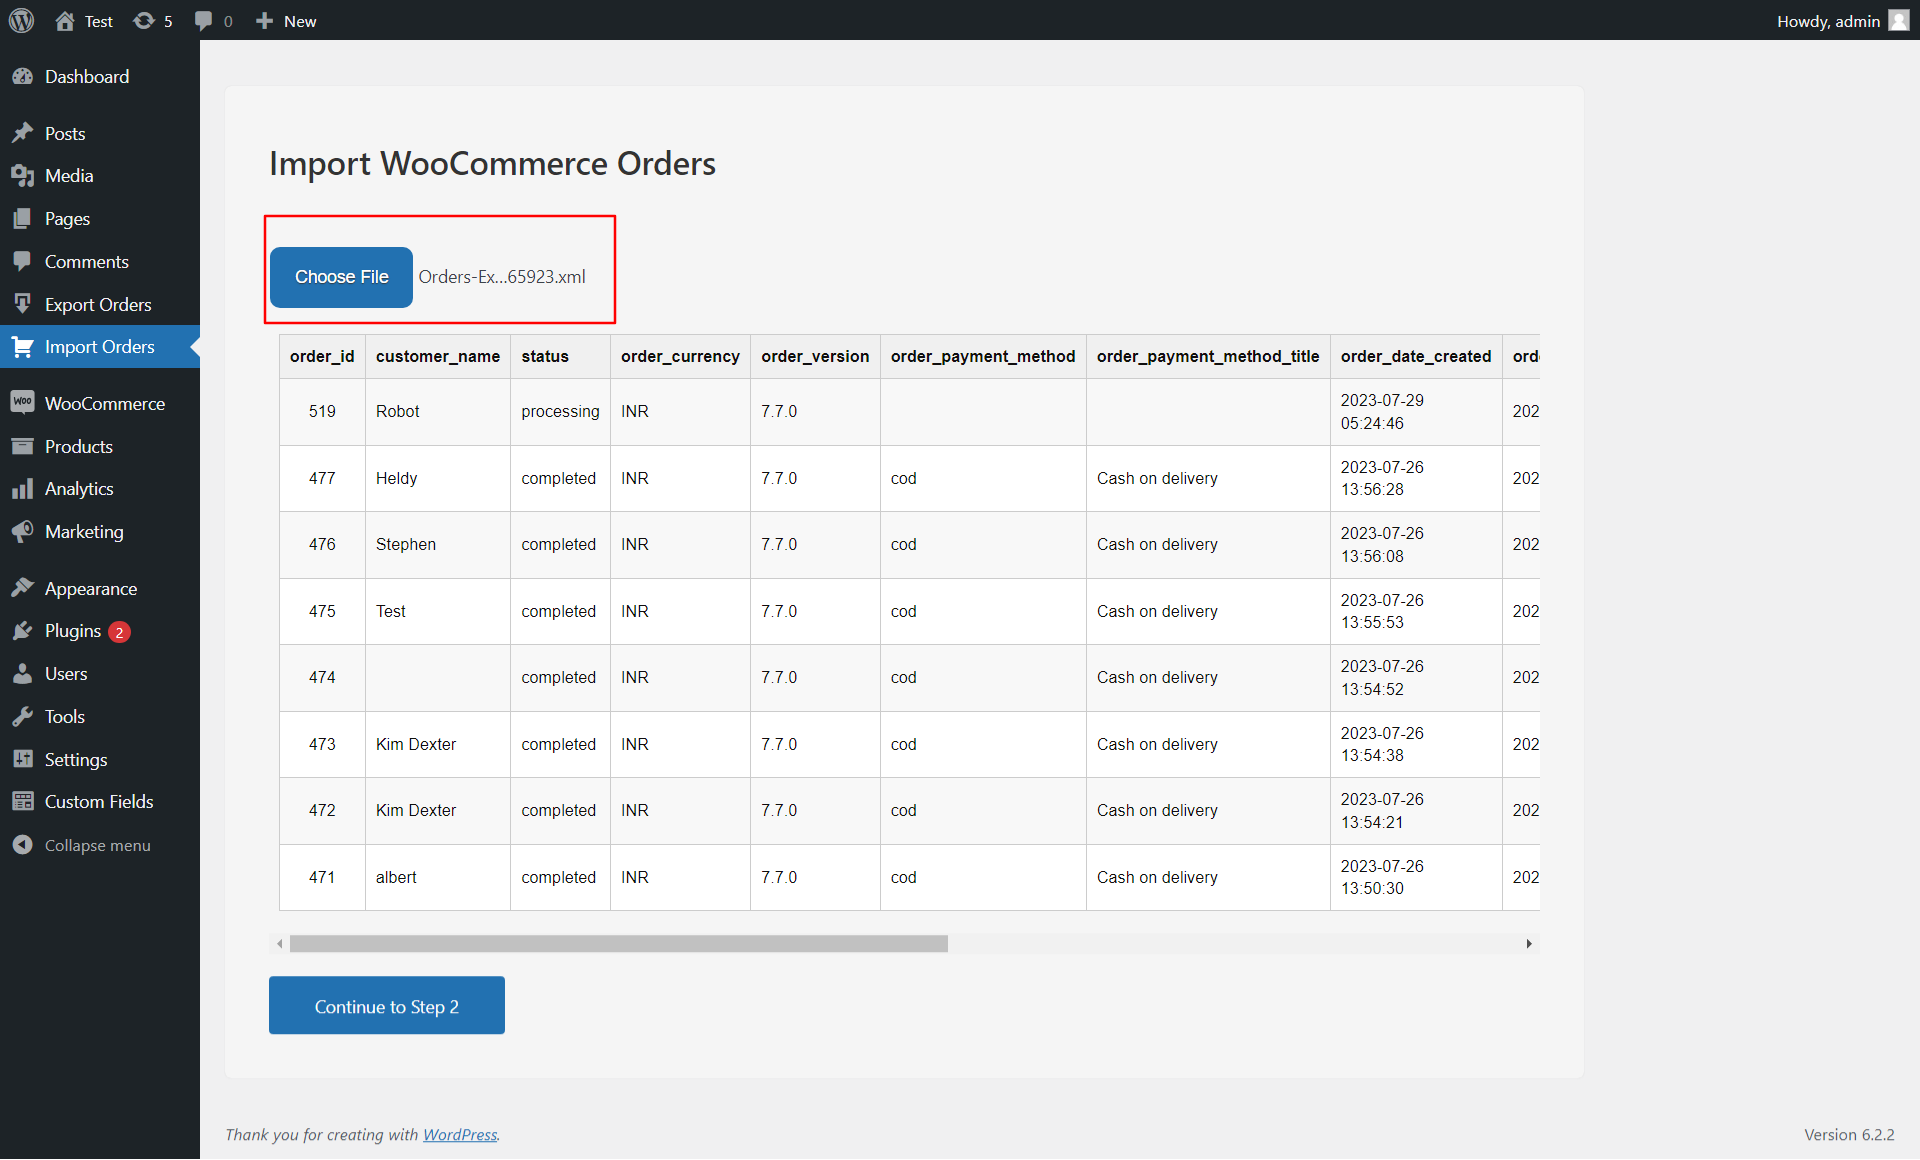 Test 5 0 New Howdy, admin
Dashboard
Posts
Media
Pages
Comments
Export Orders
Import Orders
WOO WooCommerce
Products
Analytics
Marketing
Appearance
Plugins 2
Users
Tools
Settings
Custom Fields
Collapse menu
Import WooCommerce Orders
Choose File Orders-Ex...65923.xml
order_id customer_name status order_currency order_version order_payment_method order_payment_method_title order_date_created ord
519 Robot processing INR 7.7.0 2023-07-29 05:24:46 202
477 Heldy completed INR 7.7.0 cod Cash on delivery 2023-07-26 13:56:28 202
476 Stephen completed INR 7.7.0 cod Cash on delivery 2023-07-26 13:56:08 202
475 Test completed INR 7.7.0 cod Cash on delivery 2023-07-26 13:55:53 202
474 completed INR 7.7.0 cod Cash on delivery 2023-07-26 13:54:52 202
473 Kim Dexter completed INR 7.7.0 cod Cash on delivery 2023-07-26 13:54:38 202
472 Kim Dexter completed INR 7.7.0 cod Cash on delivery 2023-07-26 13:54:21 202
471 albert completed INR 7.7.0 cod Cash on delivery 2023-07-26 13:50:30 202
Continue to Step 2
Thank you for creating with WordPress. Version 6.2.2